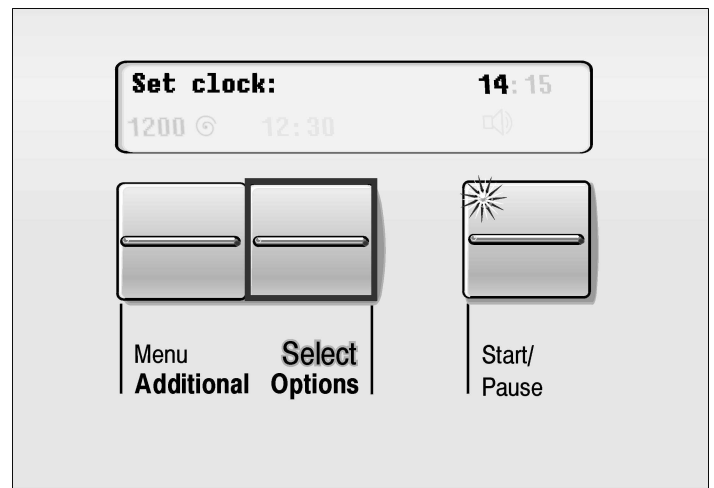 Set clock: 14:15
1200 12:30
Menu Select
Additional Options
Start/
Pause